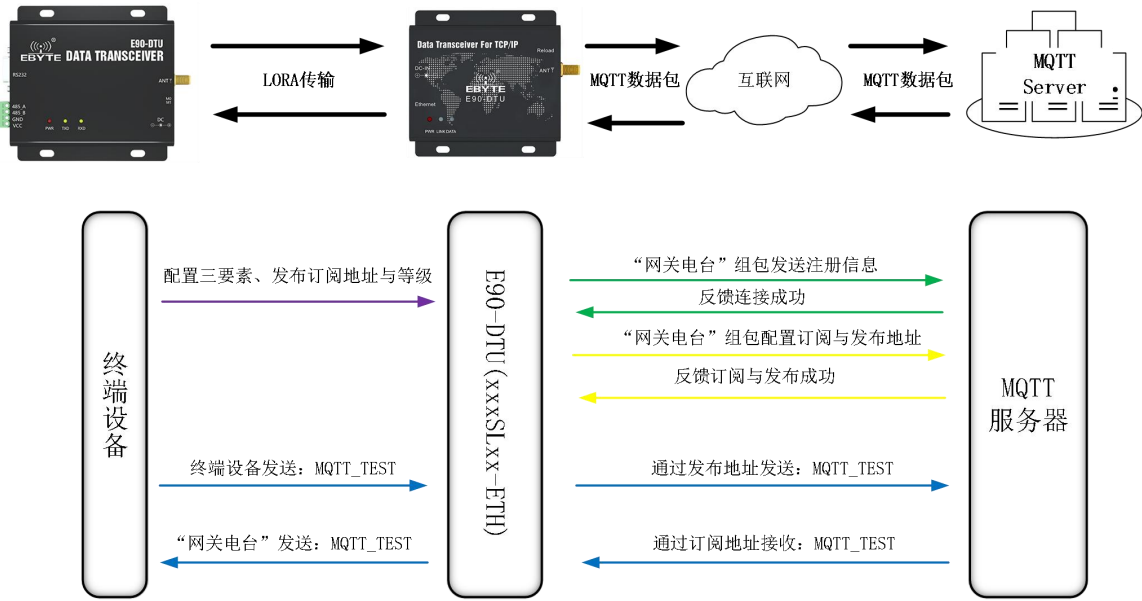 E90-DTU
EBYTE DATA TRANSCEIVER
RS232
ANT
485_A
485_B
GND
VCC
PWR TXD RXD
DC
LORA传输
Data Transceiver For TCP/IP
Reload
DC-IN
ANT
EBYTE
E90-DTU
Ethernet
PWR LINK DATA
MQTT数据包
互联网
MQTT数据包
MQTT
Server
终端设备
配置三要素、发布订阅地址与等级
终端设备发送：MQTT_TEST
“网关电台”发送：MQTT_TEST
E90-DTU(xxxSLxx-ETH)
“网关电台”组包发送注册信息
反馈连接成功
“网关电台”组包配置订阅与发布地址
反馈订阅与发布成功
通过发布地址发送：MQTT_TEST
通过订阅地址接收：MQTT_TEST
MQTT
服务器